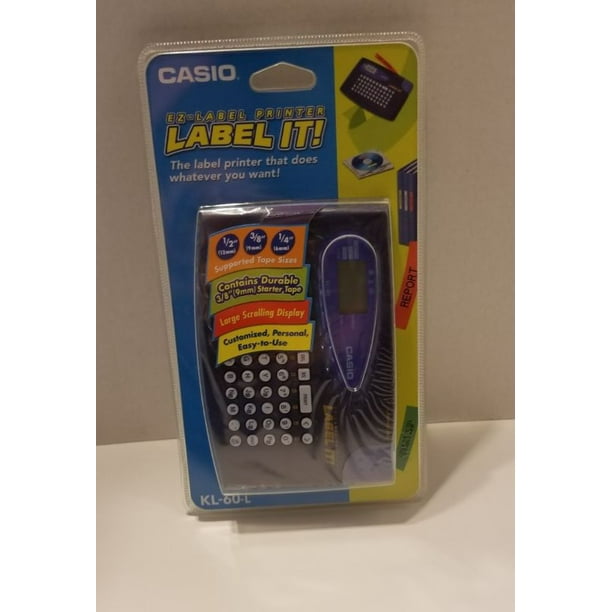 CASIO
EZ-LABEL PRINTER
LABEL IT!
The label printer that does
whatever you want!
1/2" 3/8" 1/4"
(12mm) (9mm) (6mm)
Supported Tape Sizes
Contains Durable
3/8" (9mm) Starter Tape
Large Scrolling Display
Customized, Personal,
Easy-to-Use
REPORT
CASIO
LABEL IT!
KL-60-L